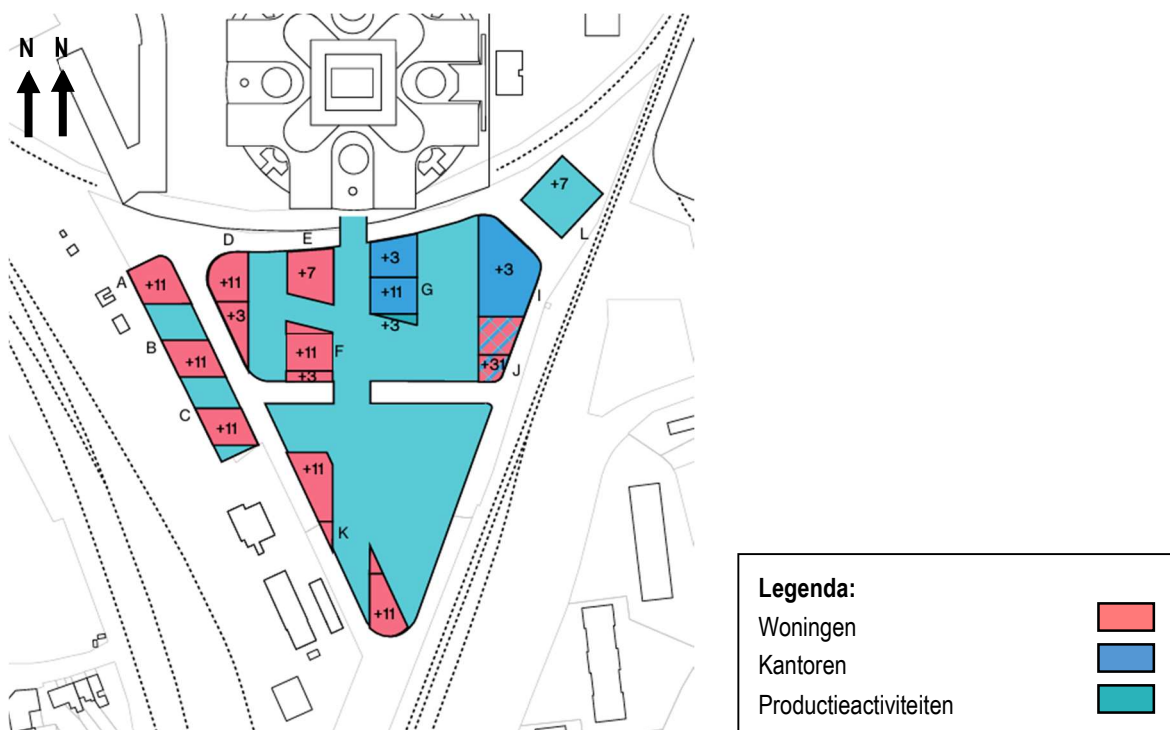 N N
+7
L
D E
A
+11
+11
+7
+3
+3
I
+11
G
+3
+3
B
+11
+11
F
+31
J
+3
C
+11
+11
K
+11
Legenda:
Woningen
Kantoren
Productieactiviteiten